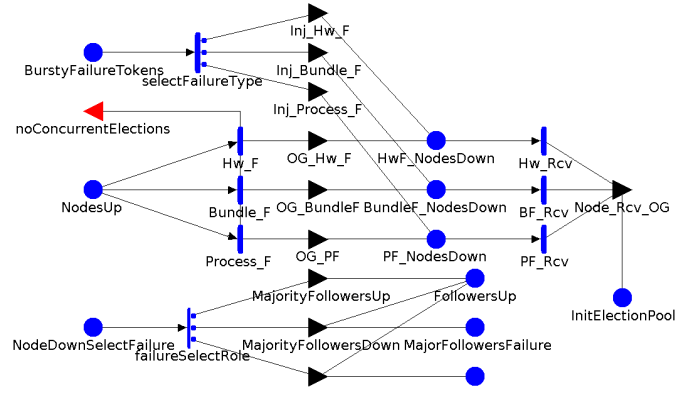 Inj_Hw_F
BurstyFailureTokens
selectFailureType
Inj_Bundle_F
Inj_Process_F
noConcurrentElections
Hw_F
OG_Hw_F
HwF_NodesDown
Hw_Rcv
NodesUp
Bundle_F
OG_BundleF
BundleF_NodesDown
BF_Rcv
Node_Rcv_OG
Process_F
OG_PF
PF_NodesDown
PF_Rcv
MajorityFollowersUp
FollowersUp
InitElectionPool
NodeDownSelectFailure
failureSelectRole
MajorityFollowersDown
MajorFollowersFailure